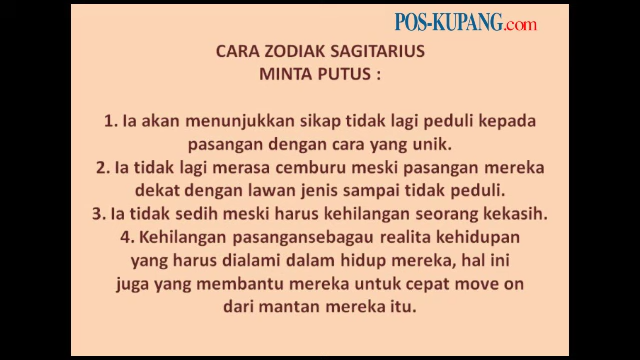 POS-KUPANG.com
CARA ZODIAK SAGITARIUS
MINTA PUTUS :
1. Ia akan menunjukkan sikap tidak lagi peduli kepada
pasangan dengan cara yang unik.
2. Ia tidak lagi merasa cemburu meski pasangan mereka
dekat dengan lawan jenis sampai tidak peduli.
3. Ia tidak sedih meski harus kehilangan seorang kekasih.
4. Kehilangan pasangansebagau realita kehidupan
yang harus dialami dalam hidup mereka, hal ini
juga yang membantu mereka untuk cepat move on
dari mantan mereka itu.